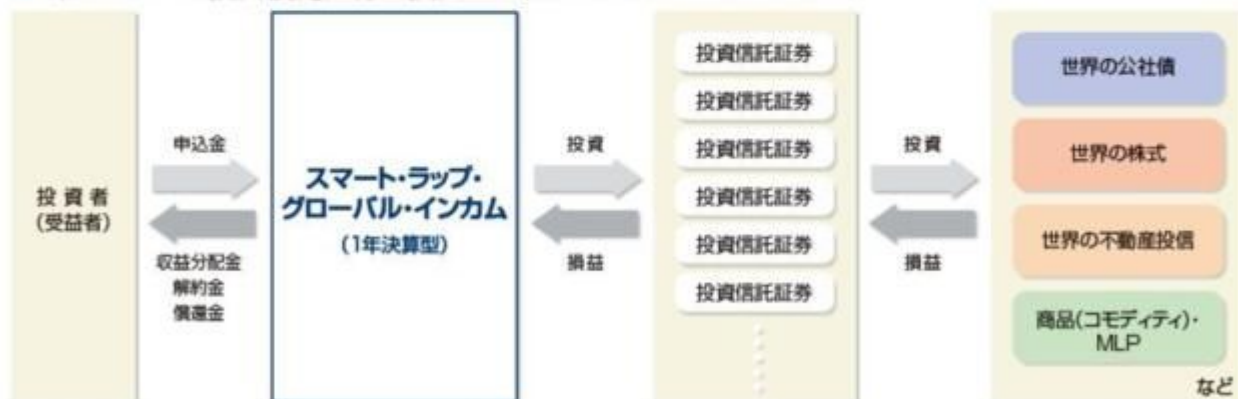 投資者
(受益者)
申込金
収益分配金
解約金
償還金
スマート・ラップ・
グローバル・インカム
(1年決算型)
投資
損益
投資信託証券
投資信託証券
投資信託証券
投資信託証券
投資信託証券
投資信託証券
投資
損益
世界の公社債
世界の株式
世界の不動産投信
商品(コモディティ)・
MLP
など